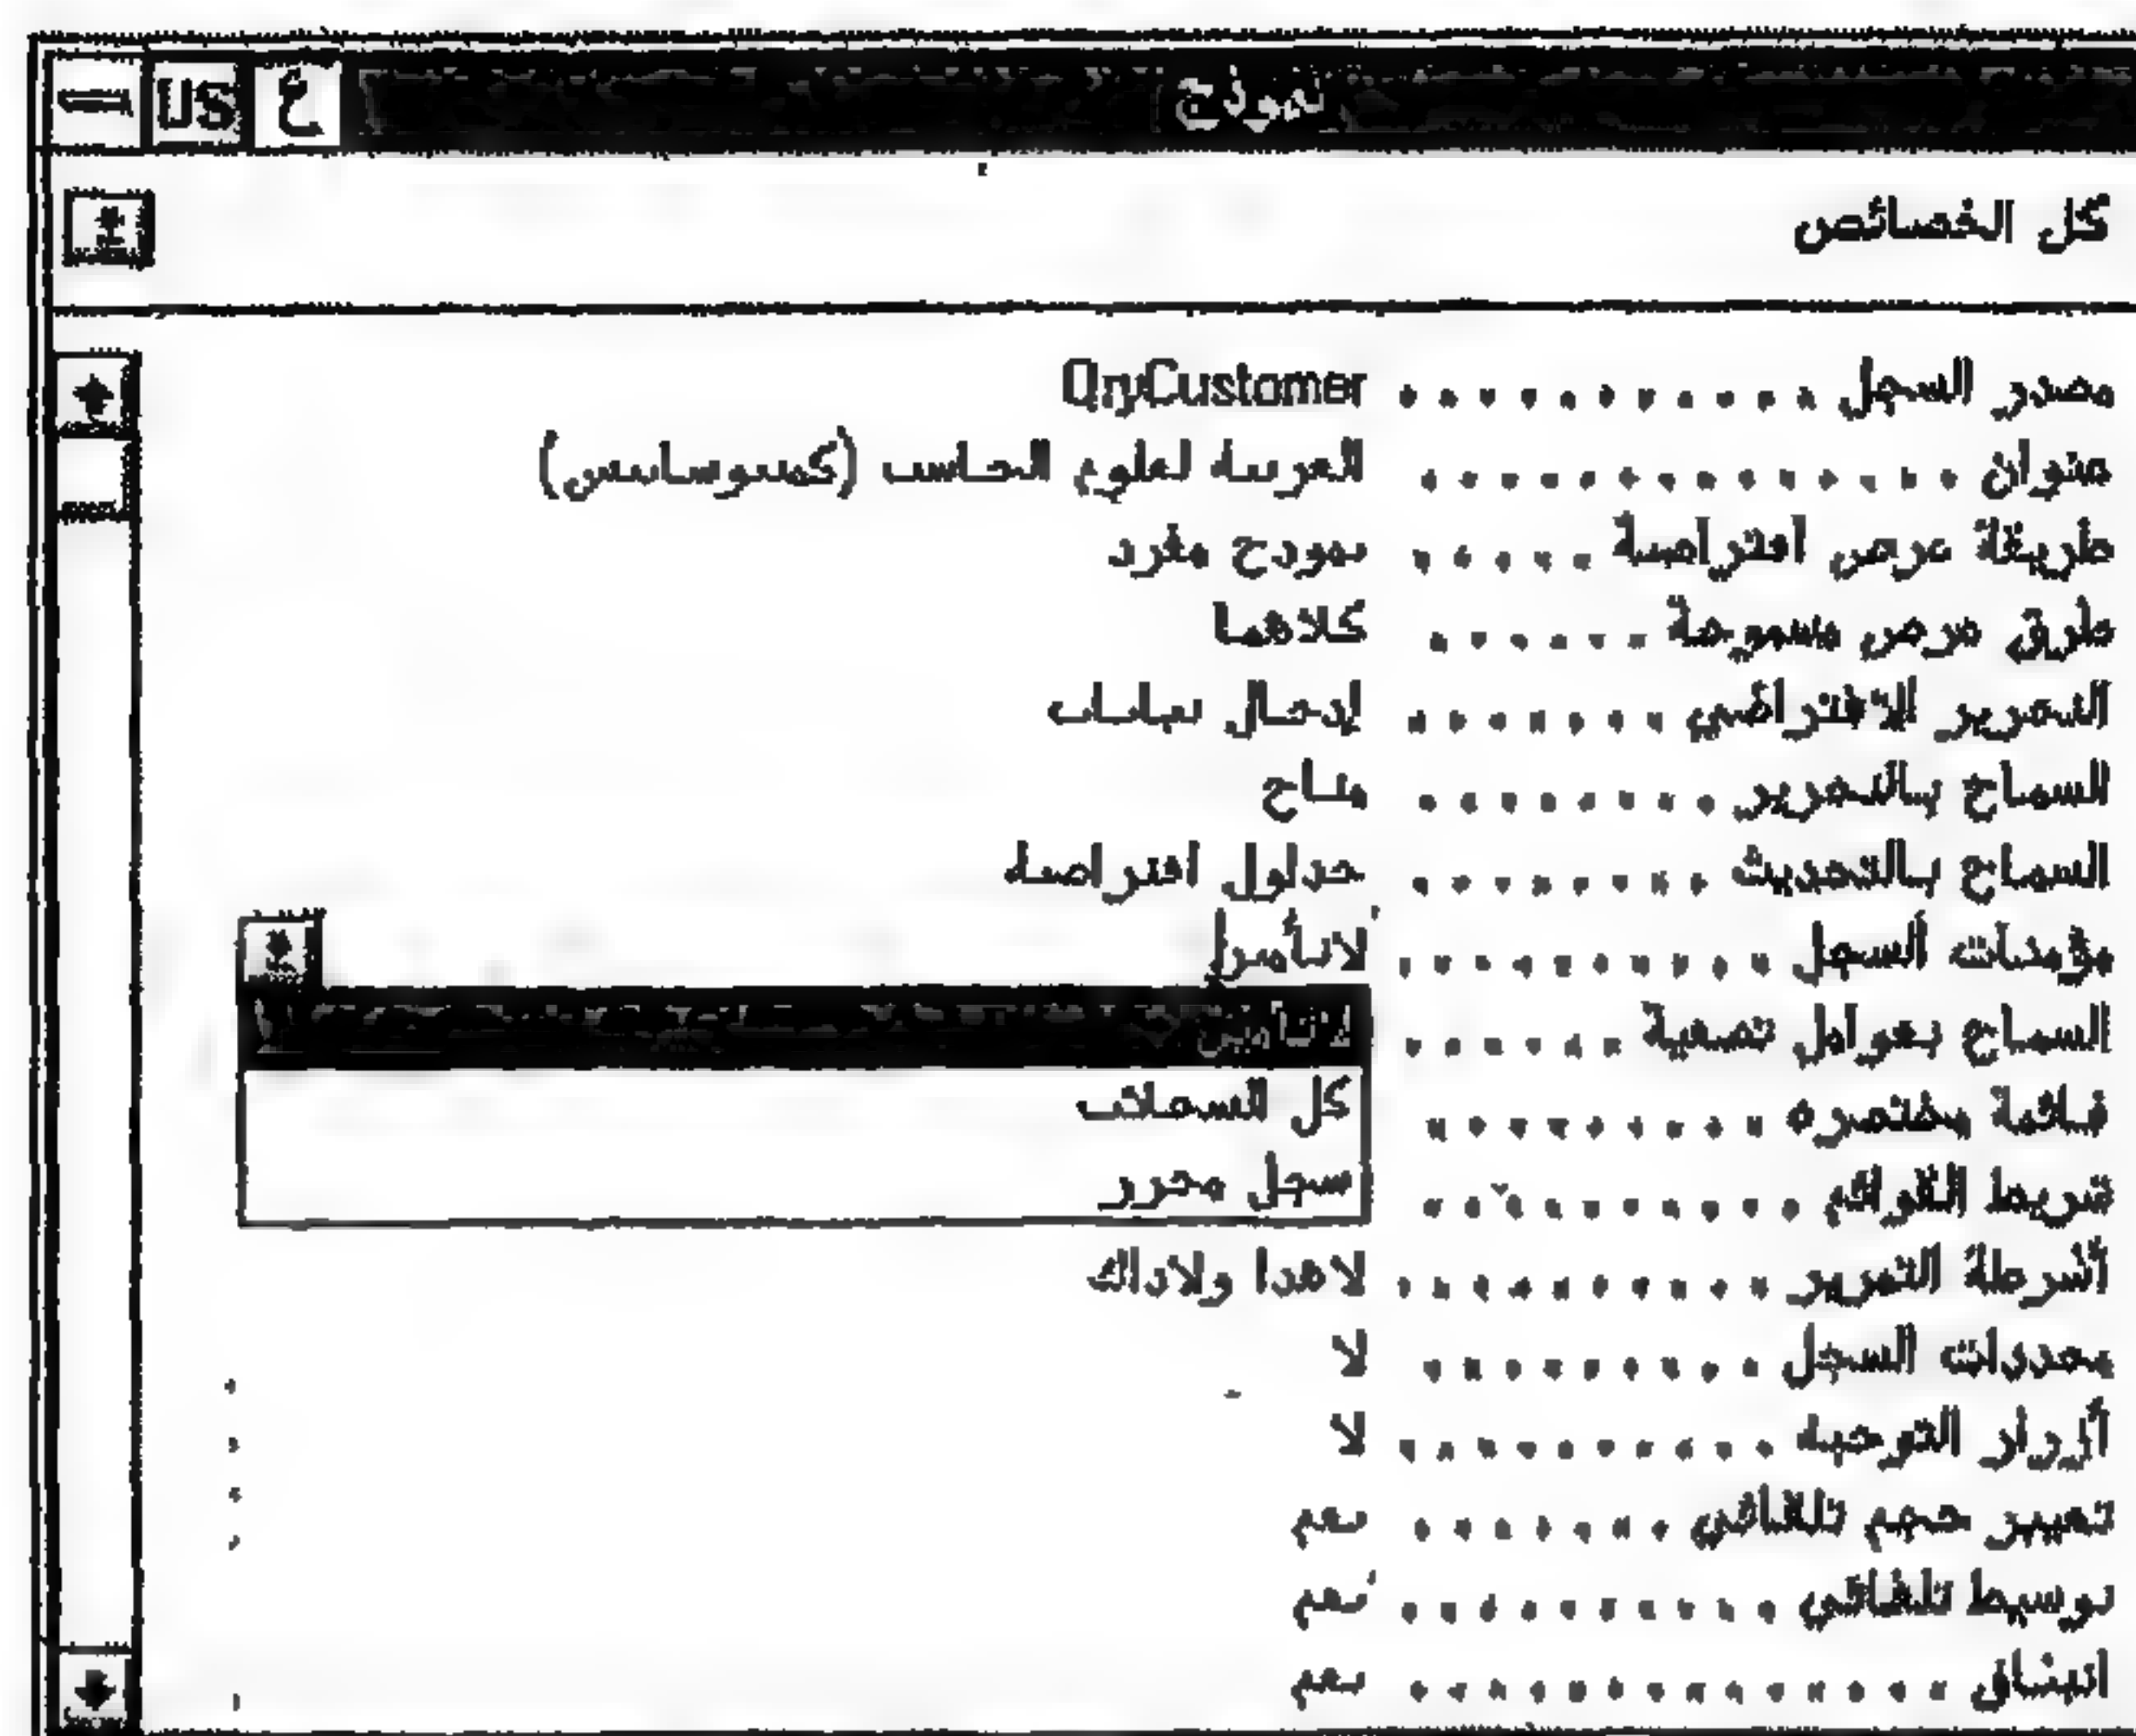 نموذج ع US
كل الخصائص
مصدر السجل . . . . . . . . . . . QryCustomer
عنوان . . . . . . . . . . . . . . العربية لعلوم الحاسب (كمبيوساينس)
طريقة عرض افتراضية . . . . . نموذج مفرد
طرق عرض مسموحة . . . . . . كلاهما
التحرير الافتراضي . . . . . . . إدخال بيانات
السماح بالتحرير . . . . . . . . متاح
السماح بالتحديث . . . . . . . . جداول افتراضية
مؤمنات السجل . . . . . . . . . . لاتأمين
لاتأمين
السماح بعوامل تصفية . . . . . .
كل السجلات
قائمة مختصره . . . . . . . . .
سجل محرر
شريط القوائم . . . . . . . . . .
أشرطة التمرير . . . . . . . . . . لاهذا ولاذاك
محددات السجل . . . . . . . . . لا
أزرار التوجيه . . . . . . . . . . لا
تغيير حجم تلقائي . . . . . . . نعم
توسيط تلقائي . . . . . . . . . . نعم
انبثاق . . . . . . . . . . . . . . نعم